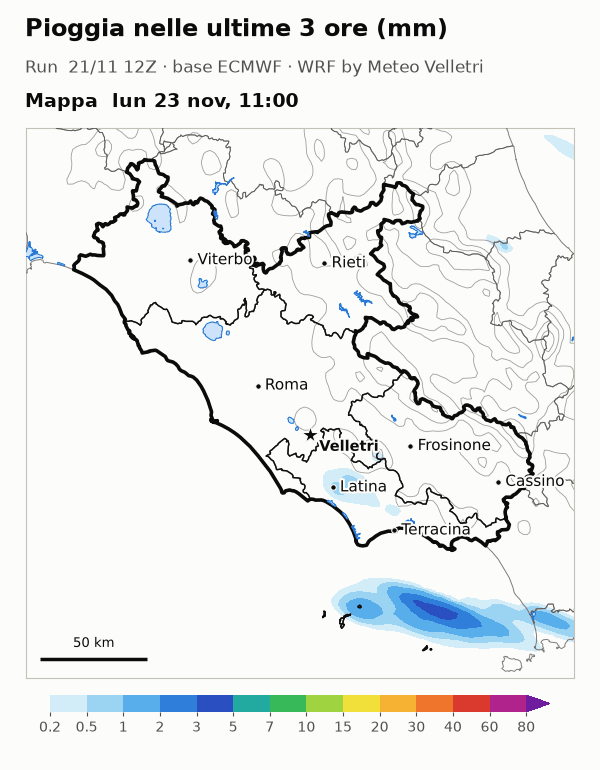 Pioggia nelle ultime 3 ore (mm)
Run  21/11 12Z · base ECMWF · WRF by Meteo Velletri
Mappa  lun 23 nov, 11:00
Viterbo
Rieti
Roma
Velletri
Frosinone
Cassino
Latina
Terracina
50 km
0.2 0.5 1 2 3 5 7 10 15 20 30 40 60 80